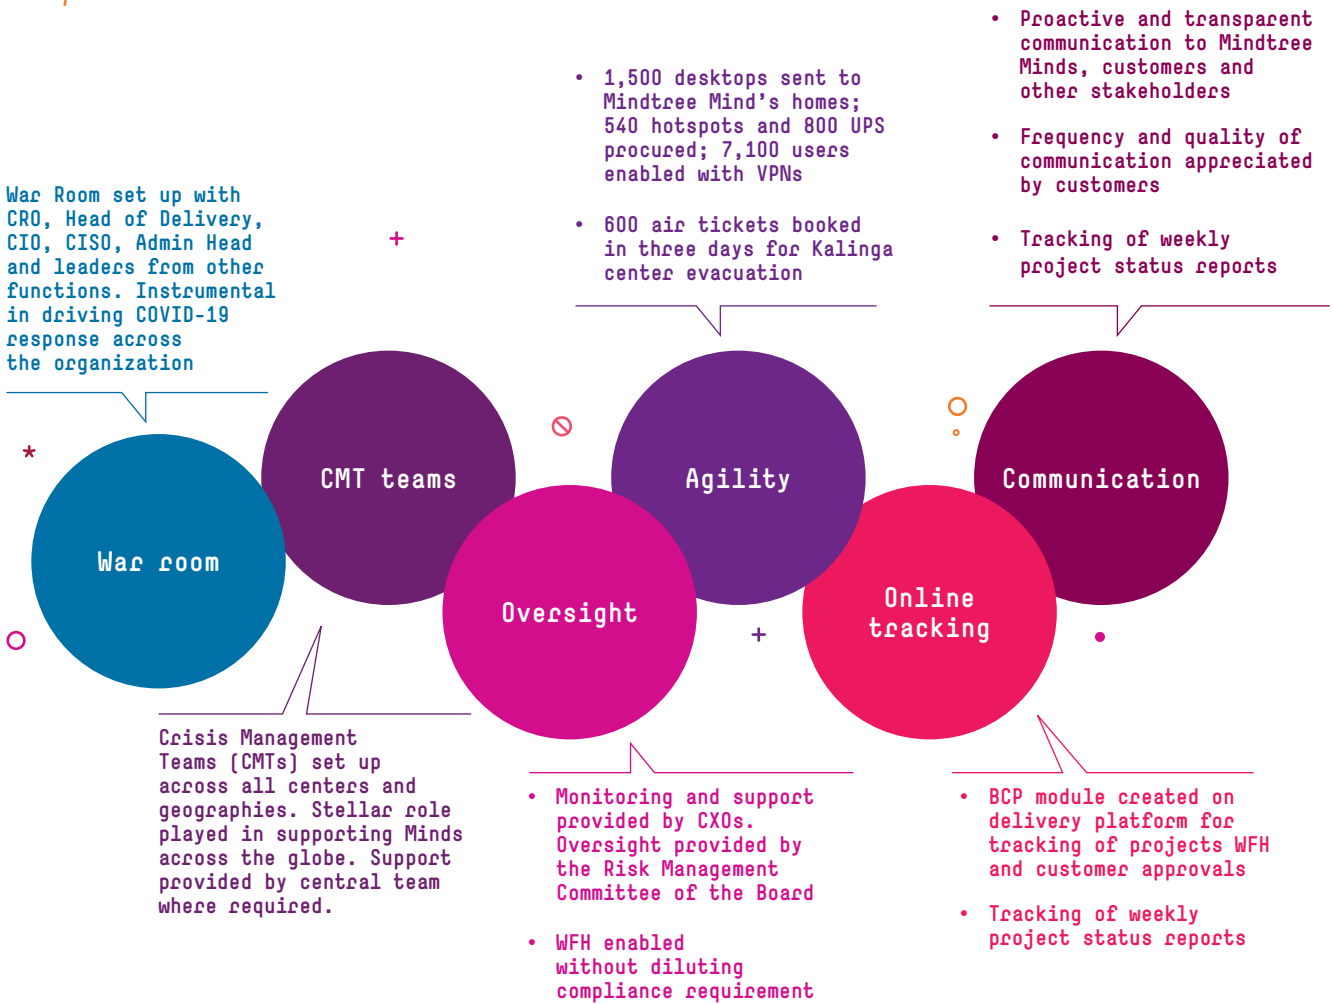 War Room set up with
CRO, Head of Delivery,
CIO, CISO, Admin Head
and leaders from other
functions. Instrumental
in driving COVID-19
response across
the organization
• 1,500 desktops sent to
Mindtree Mind's homes;
540 hotspots and 800 UPS
procured; 7,100 users
enabled with VPNs
• 600 air tickets booked
in three days for Kalinga
center evacuation
• Proactive and transparent
communication to Mindtree
Minds, customers and
other stakeholders
• Frequency and quality of
communication appreciated
by customers
• Tracking of weekly
project status reports
War room
CMT teams
Oversight
Agility
Online
tracking
Communication
Crisis Management
Teams (CMTs) set up
across all centers and
geographies. Stellar role
played in supporting Minds
across the globe. Support
provided by central team
where required.
• Monitoring and support
provided by CXOs.
Oversight provided by
the Risk Management
Committee of the Board
• WFH enabled
without diluting
compliance requirement
• BCP module created on
delivery platform for
tracking of projects WFH
and customer approvals
• Tracking of weekly
project status reports